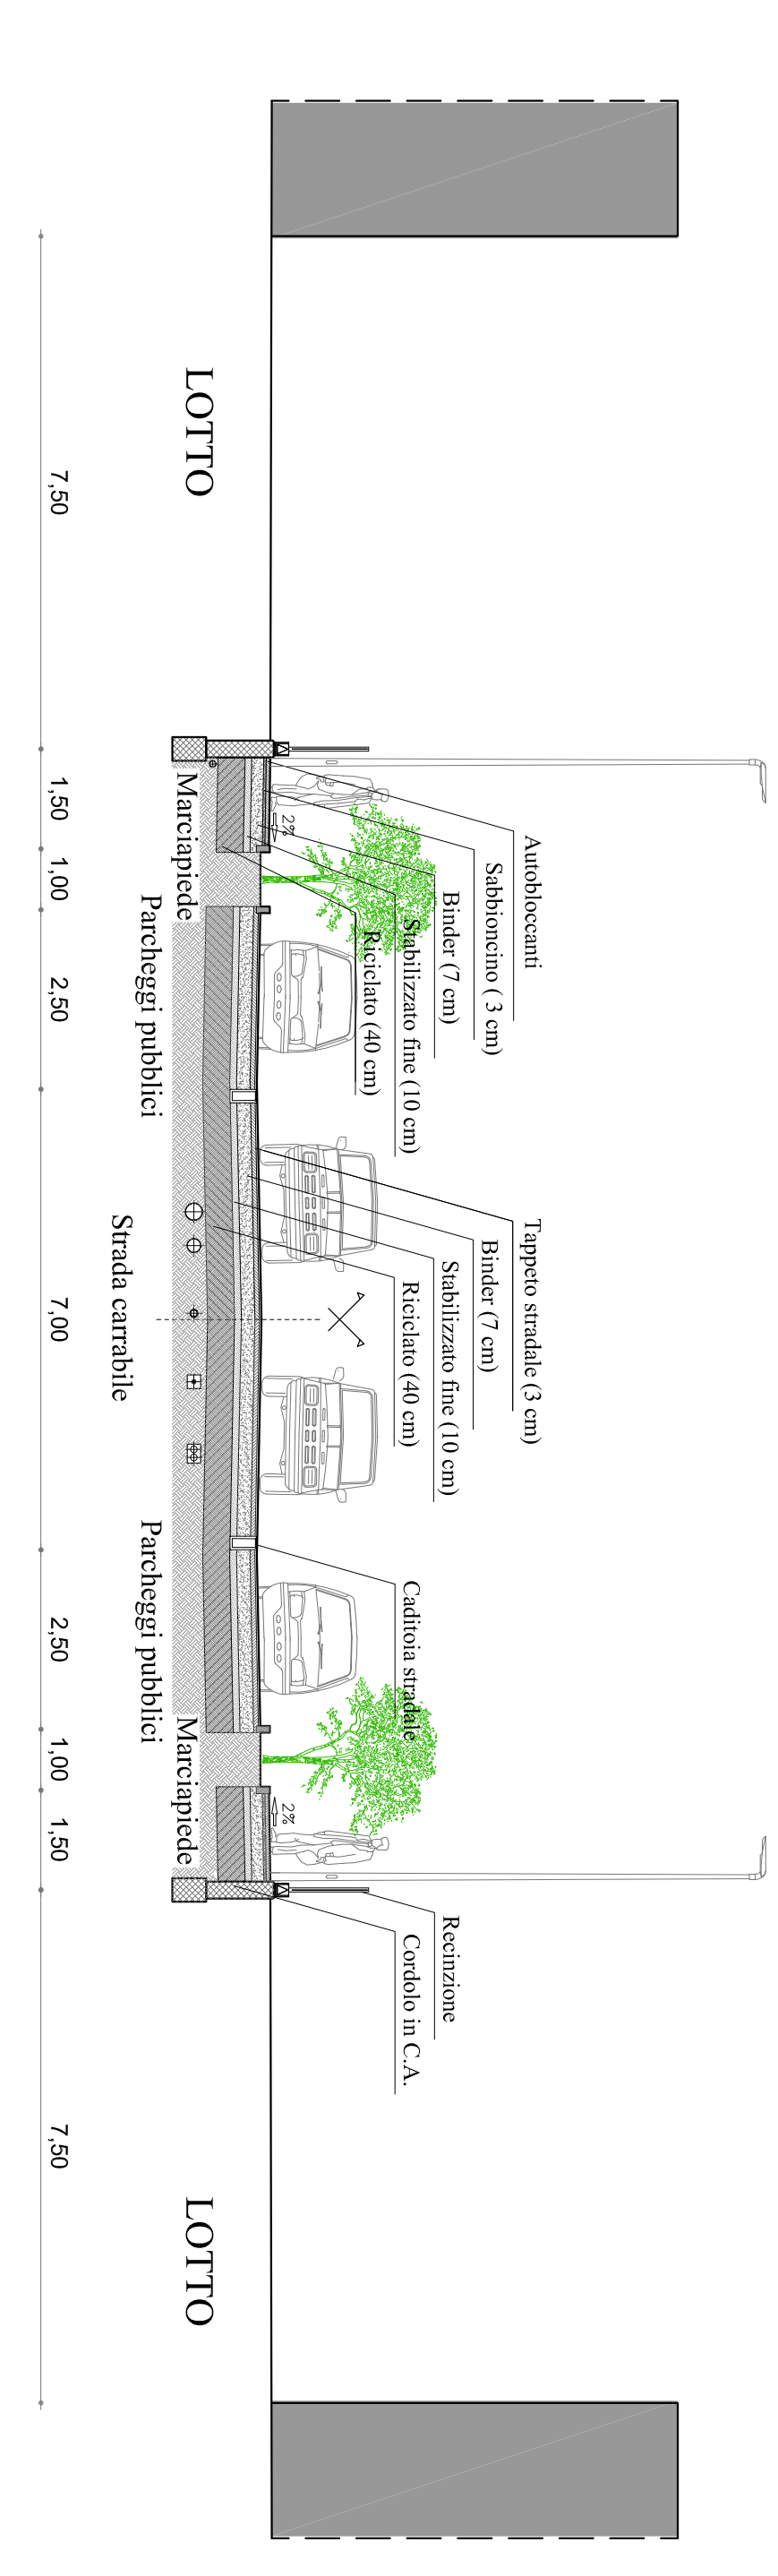 Autobloccanti
Sabbioncino ( 3 cm)
Binder (7 cm)
Stabilizzato fine (10 cm)
Riciclato (40 cm)
Tappeto stradale (3 cm)
Binder (7 cm)
Stabilizzato fine (10 cm)
Riciclato (40 cm)
Caditoia stradale
Recinzione
Cordolo in C.A.
2%
2%
LOTTO
Marciapiede
Parcheggi pubblici
Strada carrabile
Parcheggi pubblici
Marciapiede
LOTTO
7,50
1,50
1,00
2,50
7,00
2,50
1,00
1,50
7,50